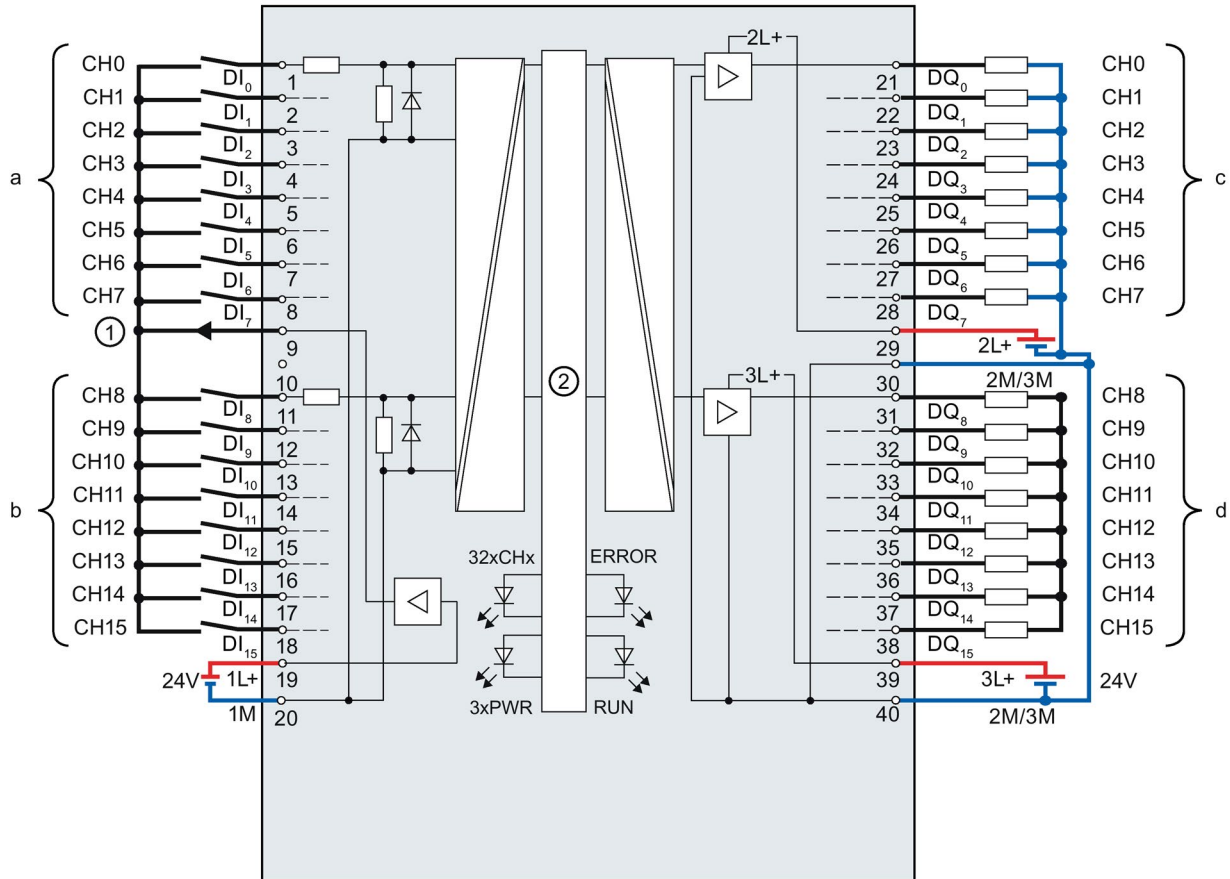 a
CH0
CH1
CH2
CH3
CH4
CH5
CH6
CH7
①
DI0
DI1
DI2
DI3
DI4
DI5
DI6
DI7
1
2
3
4
5
6
7
8
9
10
b
CH8
CH9
CH10
CH11
CH12
CH13
CH14
CH15
DI8
DI9
DI10
DI11
DI12
DI13
DI14
DI15
11
12
13
14
15
16
17
18
24V
1L+
1M
19
20
②
32xCHx
ERROR
3xPWR
RUN
2L+
3L+
21
22
23
24
25
26
27
28
29
30
DQ0
DQ1
DQ2
DQ3
DQ4
DQ5
DQ6
DQ7
CH0
CH1
CH2
CH3
CH4
CH5
CH6
CH7
c
2L+
2M/3M
31
32
33
34
35
36
37
38
39
40
DQ8
DQ9
DQ10
DQ11
DQ12
DQ13
DQ14
DQ15
CH8
CH9
CH10
CH11
CH12
CH13
CH14
CH15
d
3L+
24V
2M/3M